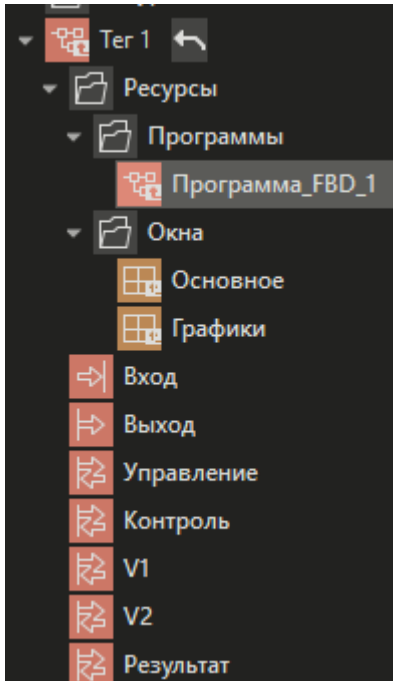 Тег 1
Ресурсы
Программы
Программа_FBD_1
Окна
Основное
Графики
Вход
Выход
Управление
Контроль
V1
V2
Результат